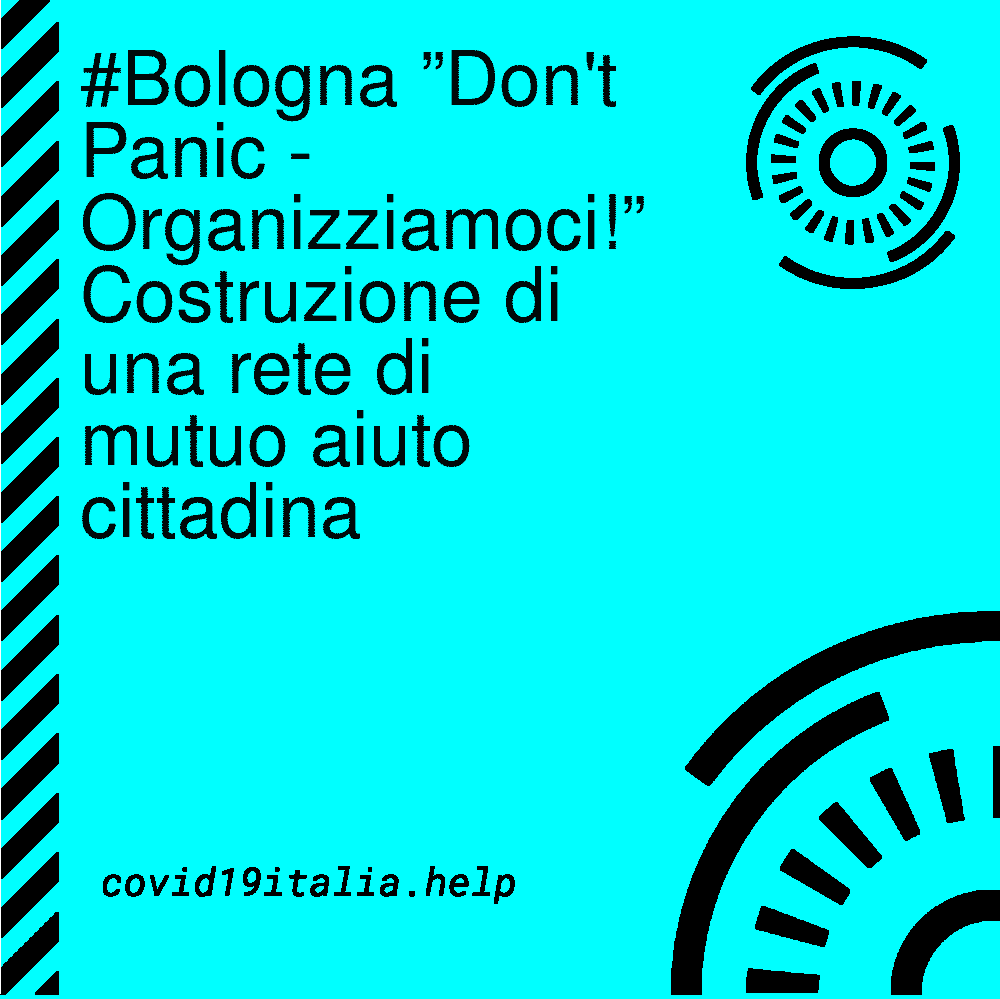 #Bologna ”Don't
Panic -
Organizziamoci!”
Costruzione di
una rete di
mutuo aiuto
cittadina
covid19italia.help